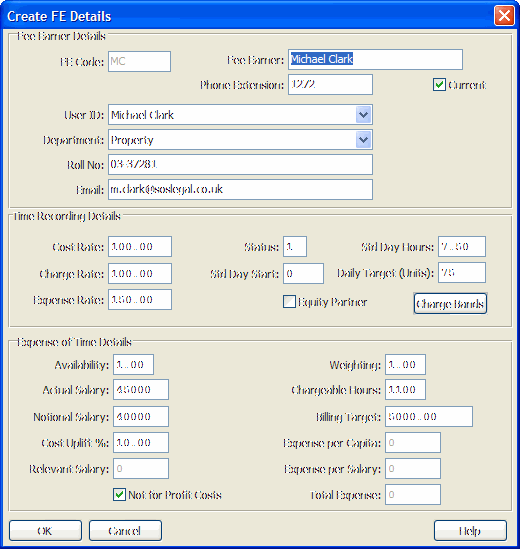 Create FE Details
Fee Earner Details
FE Code: MC
Fee Earner: Michael Clark
Phone Extension: 1272
Current
User ID: Michael Clark
Department: Property
Roll No: 03-37281
Email: m.clark@soslegal.co.uk
Time Recording Details
Cost Rate: 100.00
Status: 1
Std Day Hours: 7.50
Charge Rate: 100.00
Std Day Start: 0
Daily Target (Units): 75
Expense Rate: 150.00
Equity Partner
Charge Bands
Expense of Time Details
Availability: 1.00
Weighting: 1.00
Actual Salary: 45000
Chargeable Hours: 1100
Notional Salary: 40000
Billing Target: 5000.00
Cost Uplift %: 10.00
Expense per Capita: 0
Relevant Salary: 0
Expense per Salary: 0
Not for Profit Costs
Total Expense: 0
OK
Cancel
Help